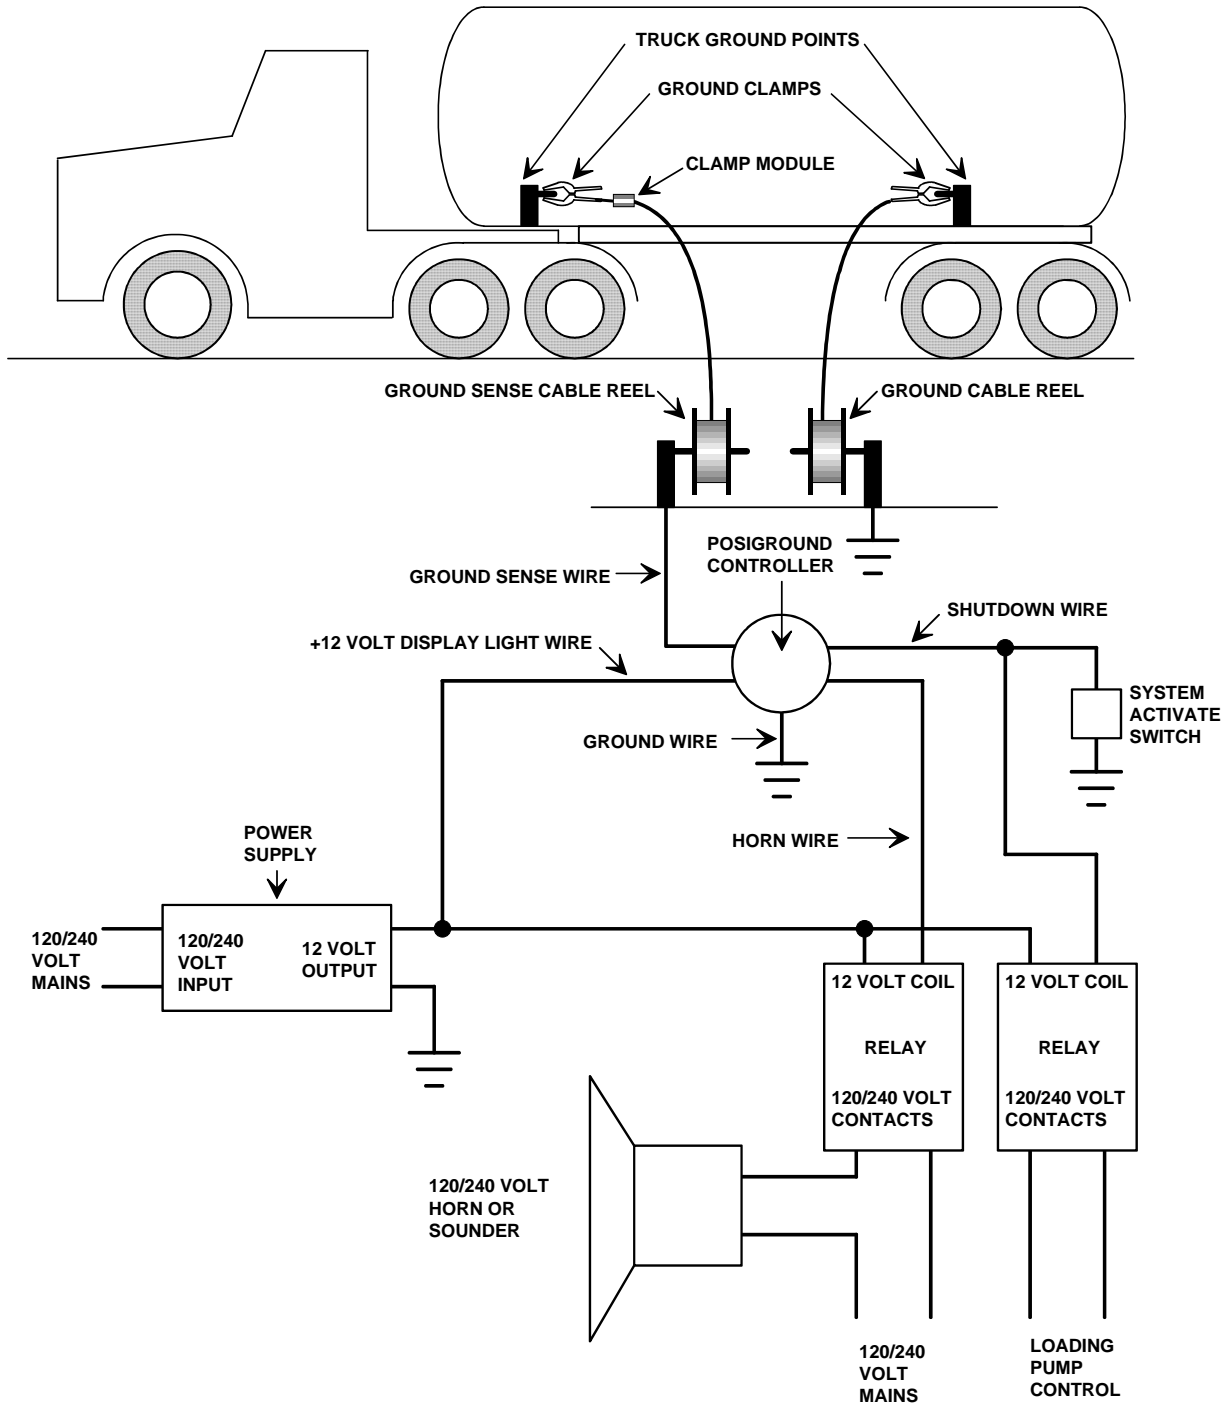 TRUCK GROUND POINTS
GROUND CLAMPS
CLAMP MODULE
GROUND SENSE CABLE REEL
GROUND CABLE REEL
POSIGROUND
CONTROLLER
GROUND SENSE WIRE
SHUTDOWN WIRE
+12 VOLT DISPLAY LIGHT WIRE
SYSTEM
ACTIVATE
SWITCH
GROUND WIRE
HORN WIRE
POWER
SUPPLY
120/240
VOLT
MAINS
120/240
VOLT
INPUT
12 VOLT
OUTPUT
12 VOLT COIL
RELAY
120/240 VOLT
CONTACTS
12 VOLT COIL
RELAY
120/240 VOLT
CONTACTS
120/240 VOLT
HORN OR
SOUNDER
120/240
VOLT
MAINS
LOADING
PUMP
CONTROL